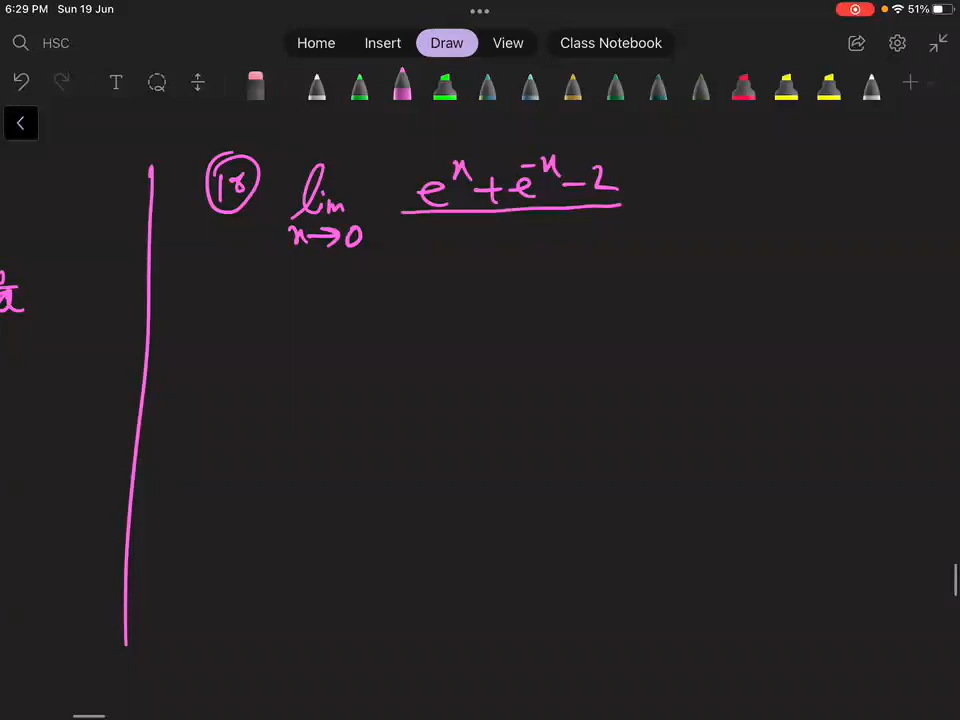 6:29 PM Sun 19 Jun 51%
HSC Home Insert Draw View Class Notebook
T
(18) lim e^x + e^-x - 2
x→0